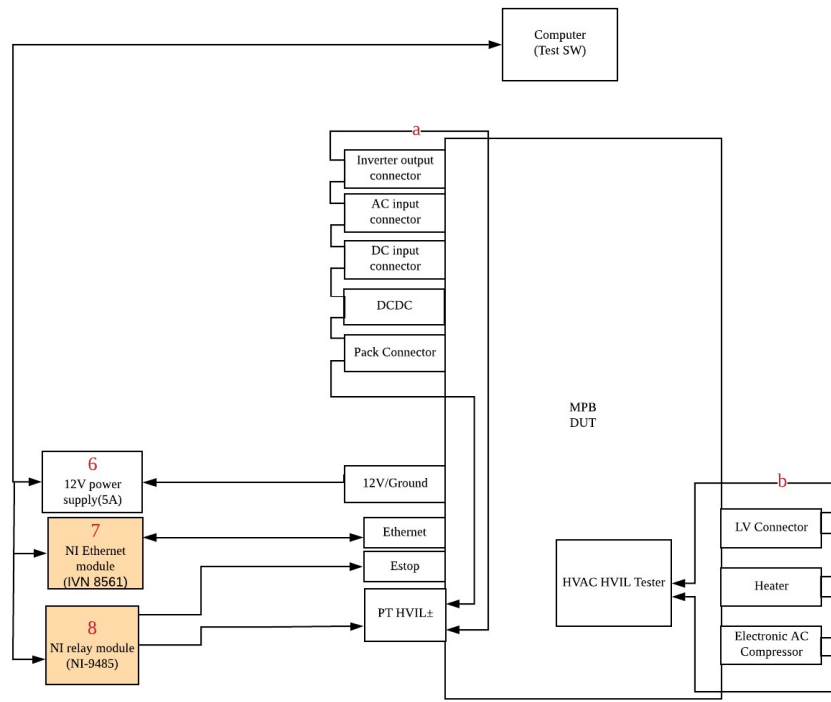 Computer
(Test SW)
a
Inverter output
connector
AC input
connector
DC input
connector
DCDC
Pack Connector
MPB
DUT
6
12V power
supply(5A)
12V/Ground
b
7
NI Ethernet
module
(IVN 8561)
Ethernet
Estop
LV Connector
HVAC HVIL Tester
Heater
8
NI relay module
(NI-9485)
PT HVIL±
Electronic AC
Compressor